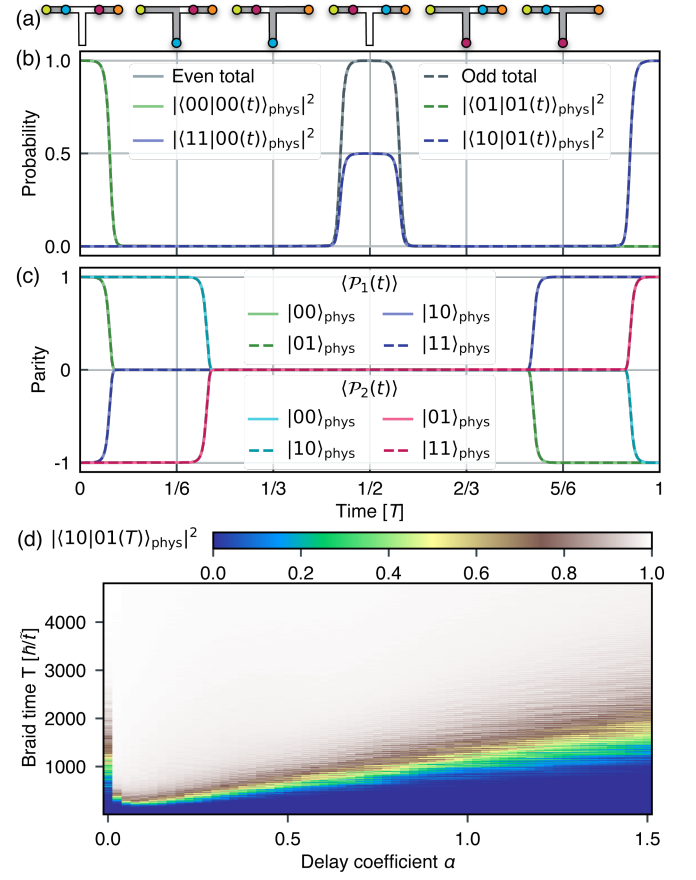 (a)
(b)
Even total
|⟨00|00(t)⟩phys|²
|⟨11|00(t)⟩phys|²
Odd total
|⟨01|01(t)⟩phys|²
|⟨10|01(t)⟩phys|²
1.0
0.5
0.0
Probability
(c)
⟨𝒫₁(t)⟩
|00⟩phys |10⟩phys
|01⟩phys |11⟩phys
⟨𝒫₂(t)⟩
|00⟩phys |01⟩phys
|10⟩phys |11⟩phys
1
0
-1
Parity
0 1/6 1/3 1/2 2/3 5/6 1
Time [T]
(d) |⟨10|01(T)⟩phys|²
0.0 0.2 0.4 0.6 0.8 1.0
4000
3000
2000
1000
Braid time T [ℏ/t̃]
0.0 0.5 1.0 1.5
Delay coefficient α